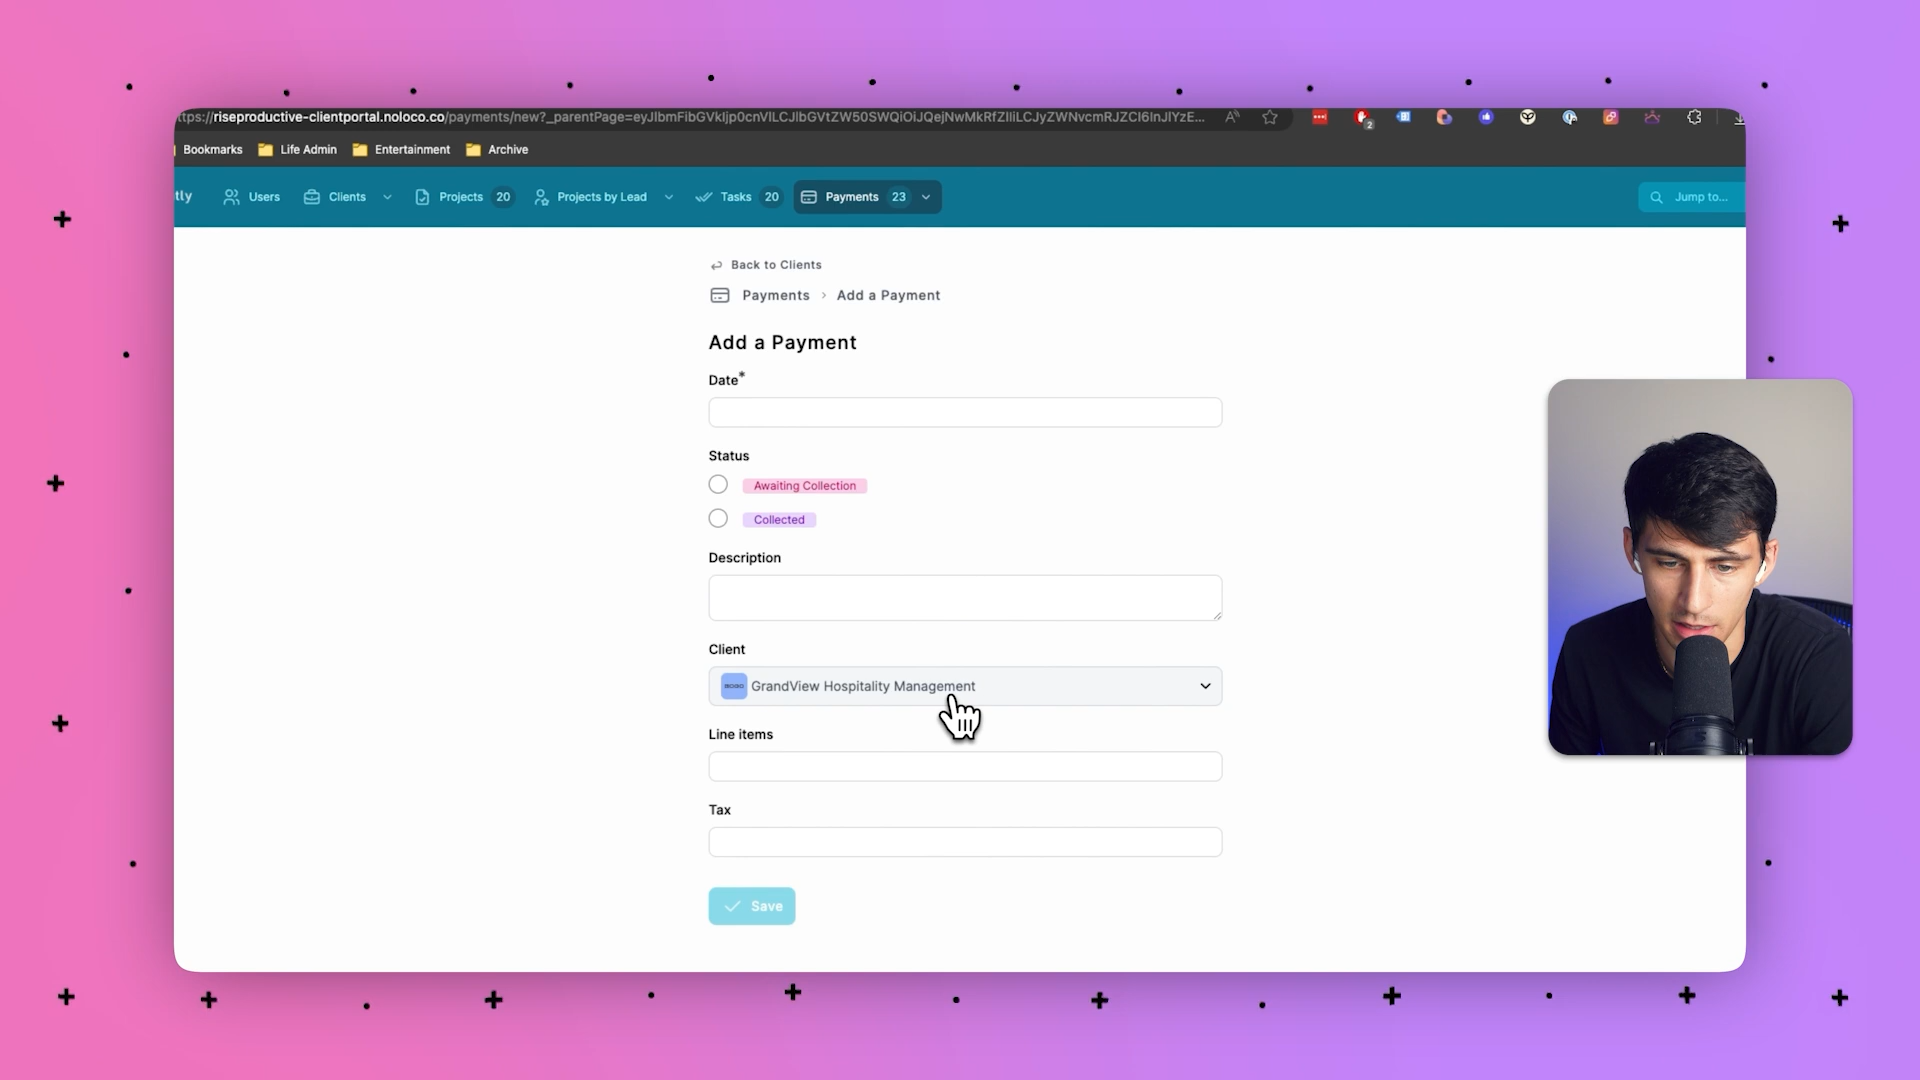 ttps://riseproductive-clientportal.noloco.co/payments/new?_parentPage=
Bookmarks Life Admin Entertainment Archive
tly Users Clients Projects 20 Projects by Lead Tasks 20 Payments 23 Jump to...
Back to Clients
Payments > Add a Payment
Add a Payment
Date*
Status
Awaiting Collection
Collected
Description
Client
GrandView Hospitality Management
Line items
Tax
Save